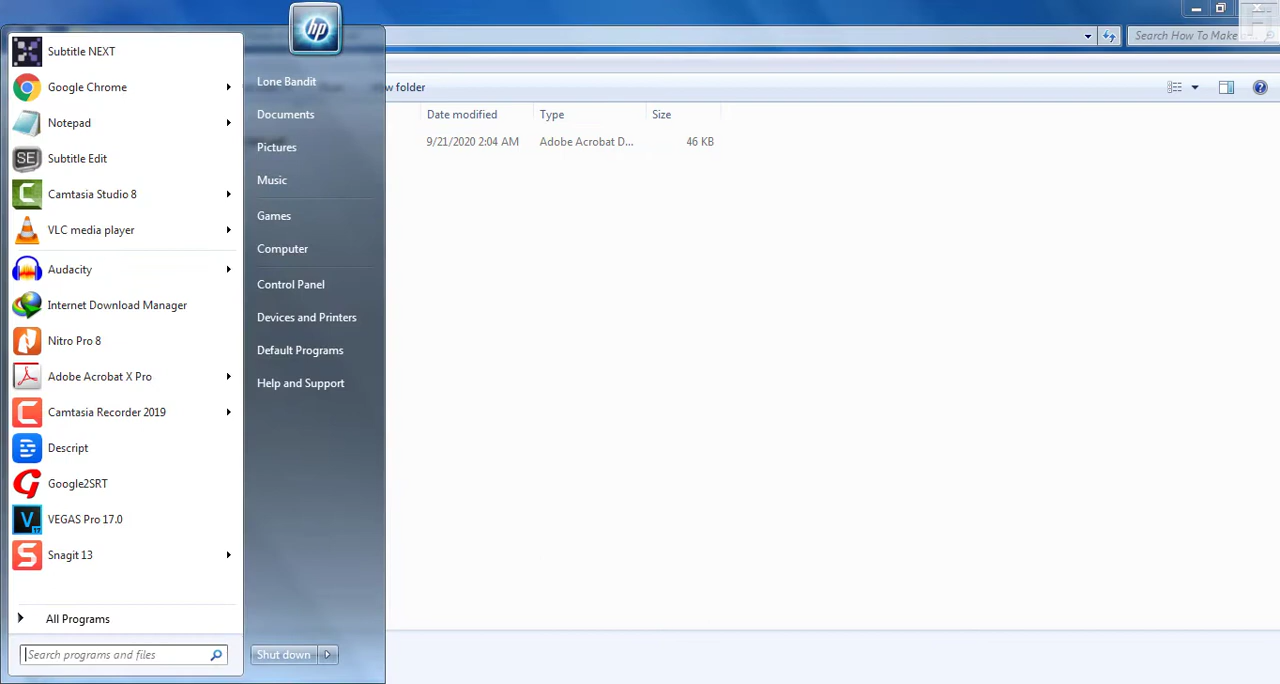 hp
Subtitle NEXT
Google Chrome
Notepad
SE
Subtitle Edit
Camtasia Studio 8
VLC media player
Audacity
Internet Download Manager
Nitro Pro 8
Adobe Acrobat X Pro
Camtasia Recorder 2019
Descript
Google2SRT
VEGAS Pro 17.0
Snagit 13
All Programs
Search programs and files
Lone Bandit
Documents
Pictures
Music
Games
Computer
Control Panel
Devices and Printers
Default Programs
Help and Support
Shut down
Search How To Make
w folder
Date modified Type Size
9/21/2020 2:04 AM Adobe Acrobat D... 46 KB